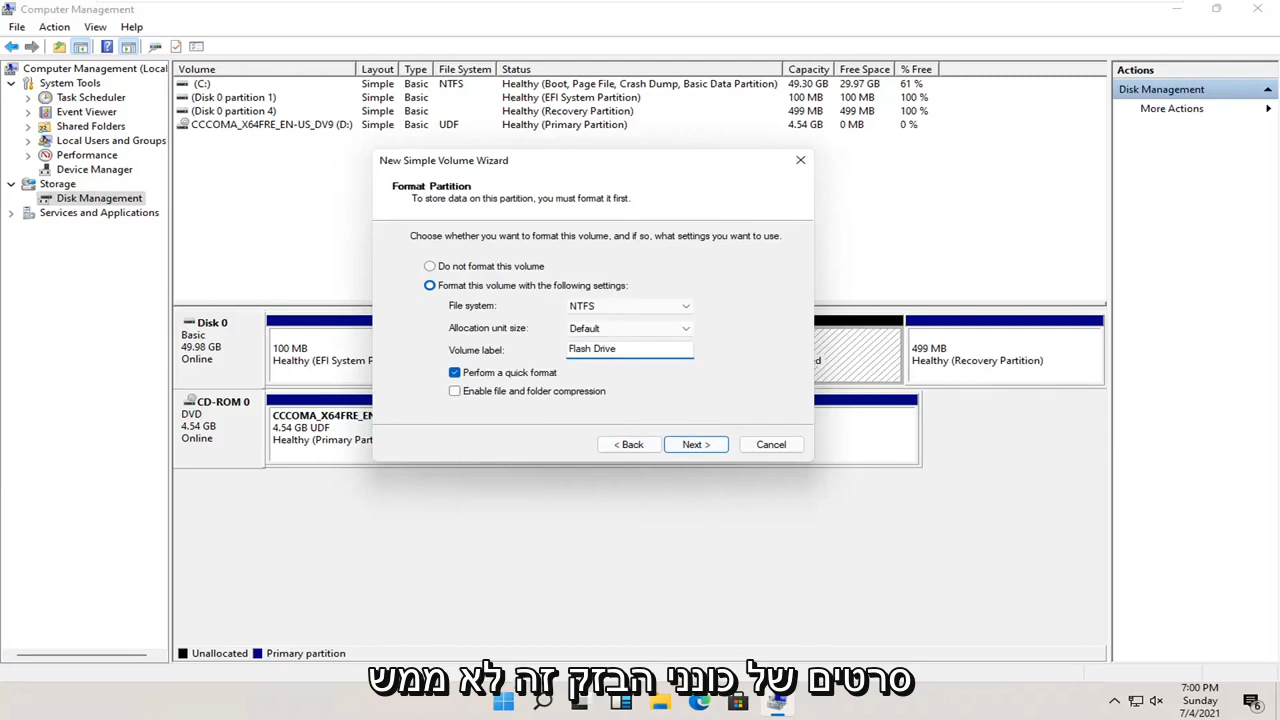 Computer Management
File Action View Help
Computer Management (Local
System Tools
Task Scheduler
Event Viewer
Shared Folders
Local Users and Groups
Performance
Device Manager
Storage
Disk Management
Services and Applications
Volume Layout Type File System Status Capacity Free Space % Free
(C:) Simple Basic NTFS Healthy (Boot, Page File, Crash Dump, Basic Data Partition) 49.30 GB 29.97 GB 61 %
(Disk 0 partition 1) Simple Basic Healthy (EFI System Partition) 100 MB 100 MB 100 %
(Disk 0 partition 4) Simple Basic Healthy (Recovery Partition) 499 MB 499 MB 100 %
CCCOMA_X64FRE_EN-US_DV9 (D:) Simple Basic UDF Healthy (Primary Partition) 4.54 GB 0 MB 0 %
Actions
Disk Management
More Actions
New Simple Volume Wizard
Format Partition
To store data on this partition, you must format it first.
Choose whether you want to format this volume, and if so, what settings you want to use.
Do not format this volume
Format this volume with the following settings:
File system: NTFS
Allocation unit size: Default
Volume label: Flash Drive
Perform a quick format
Enable file and folder compression
< Back Next > Cancel
Disk 0
Basic
49.98 GB
Online
100 MB
Healthy (EFI System P
499 MB
Healthy (Recovery Partition)
CD-ROM 0
DVD
4.54 GB
Online
CCCOMA_X64FRE_EN
4.54 GB UDF
Healthy (Primary Part
Unallocated Primary partition
סרטים של כונני הבזק זה לא ממש
7:00 PM
Sunday
7/4/2021
6